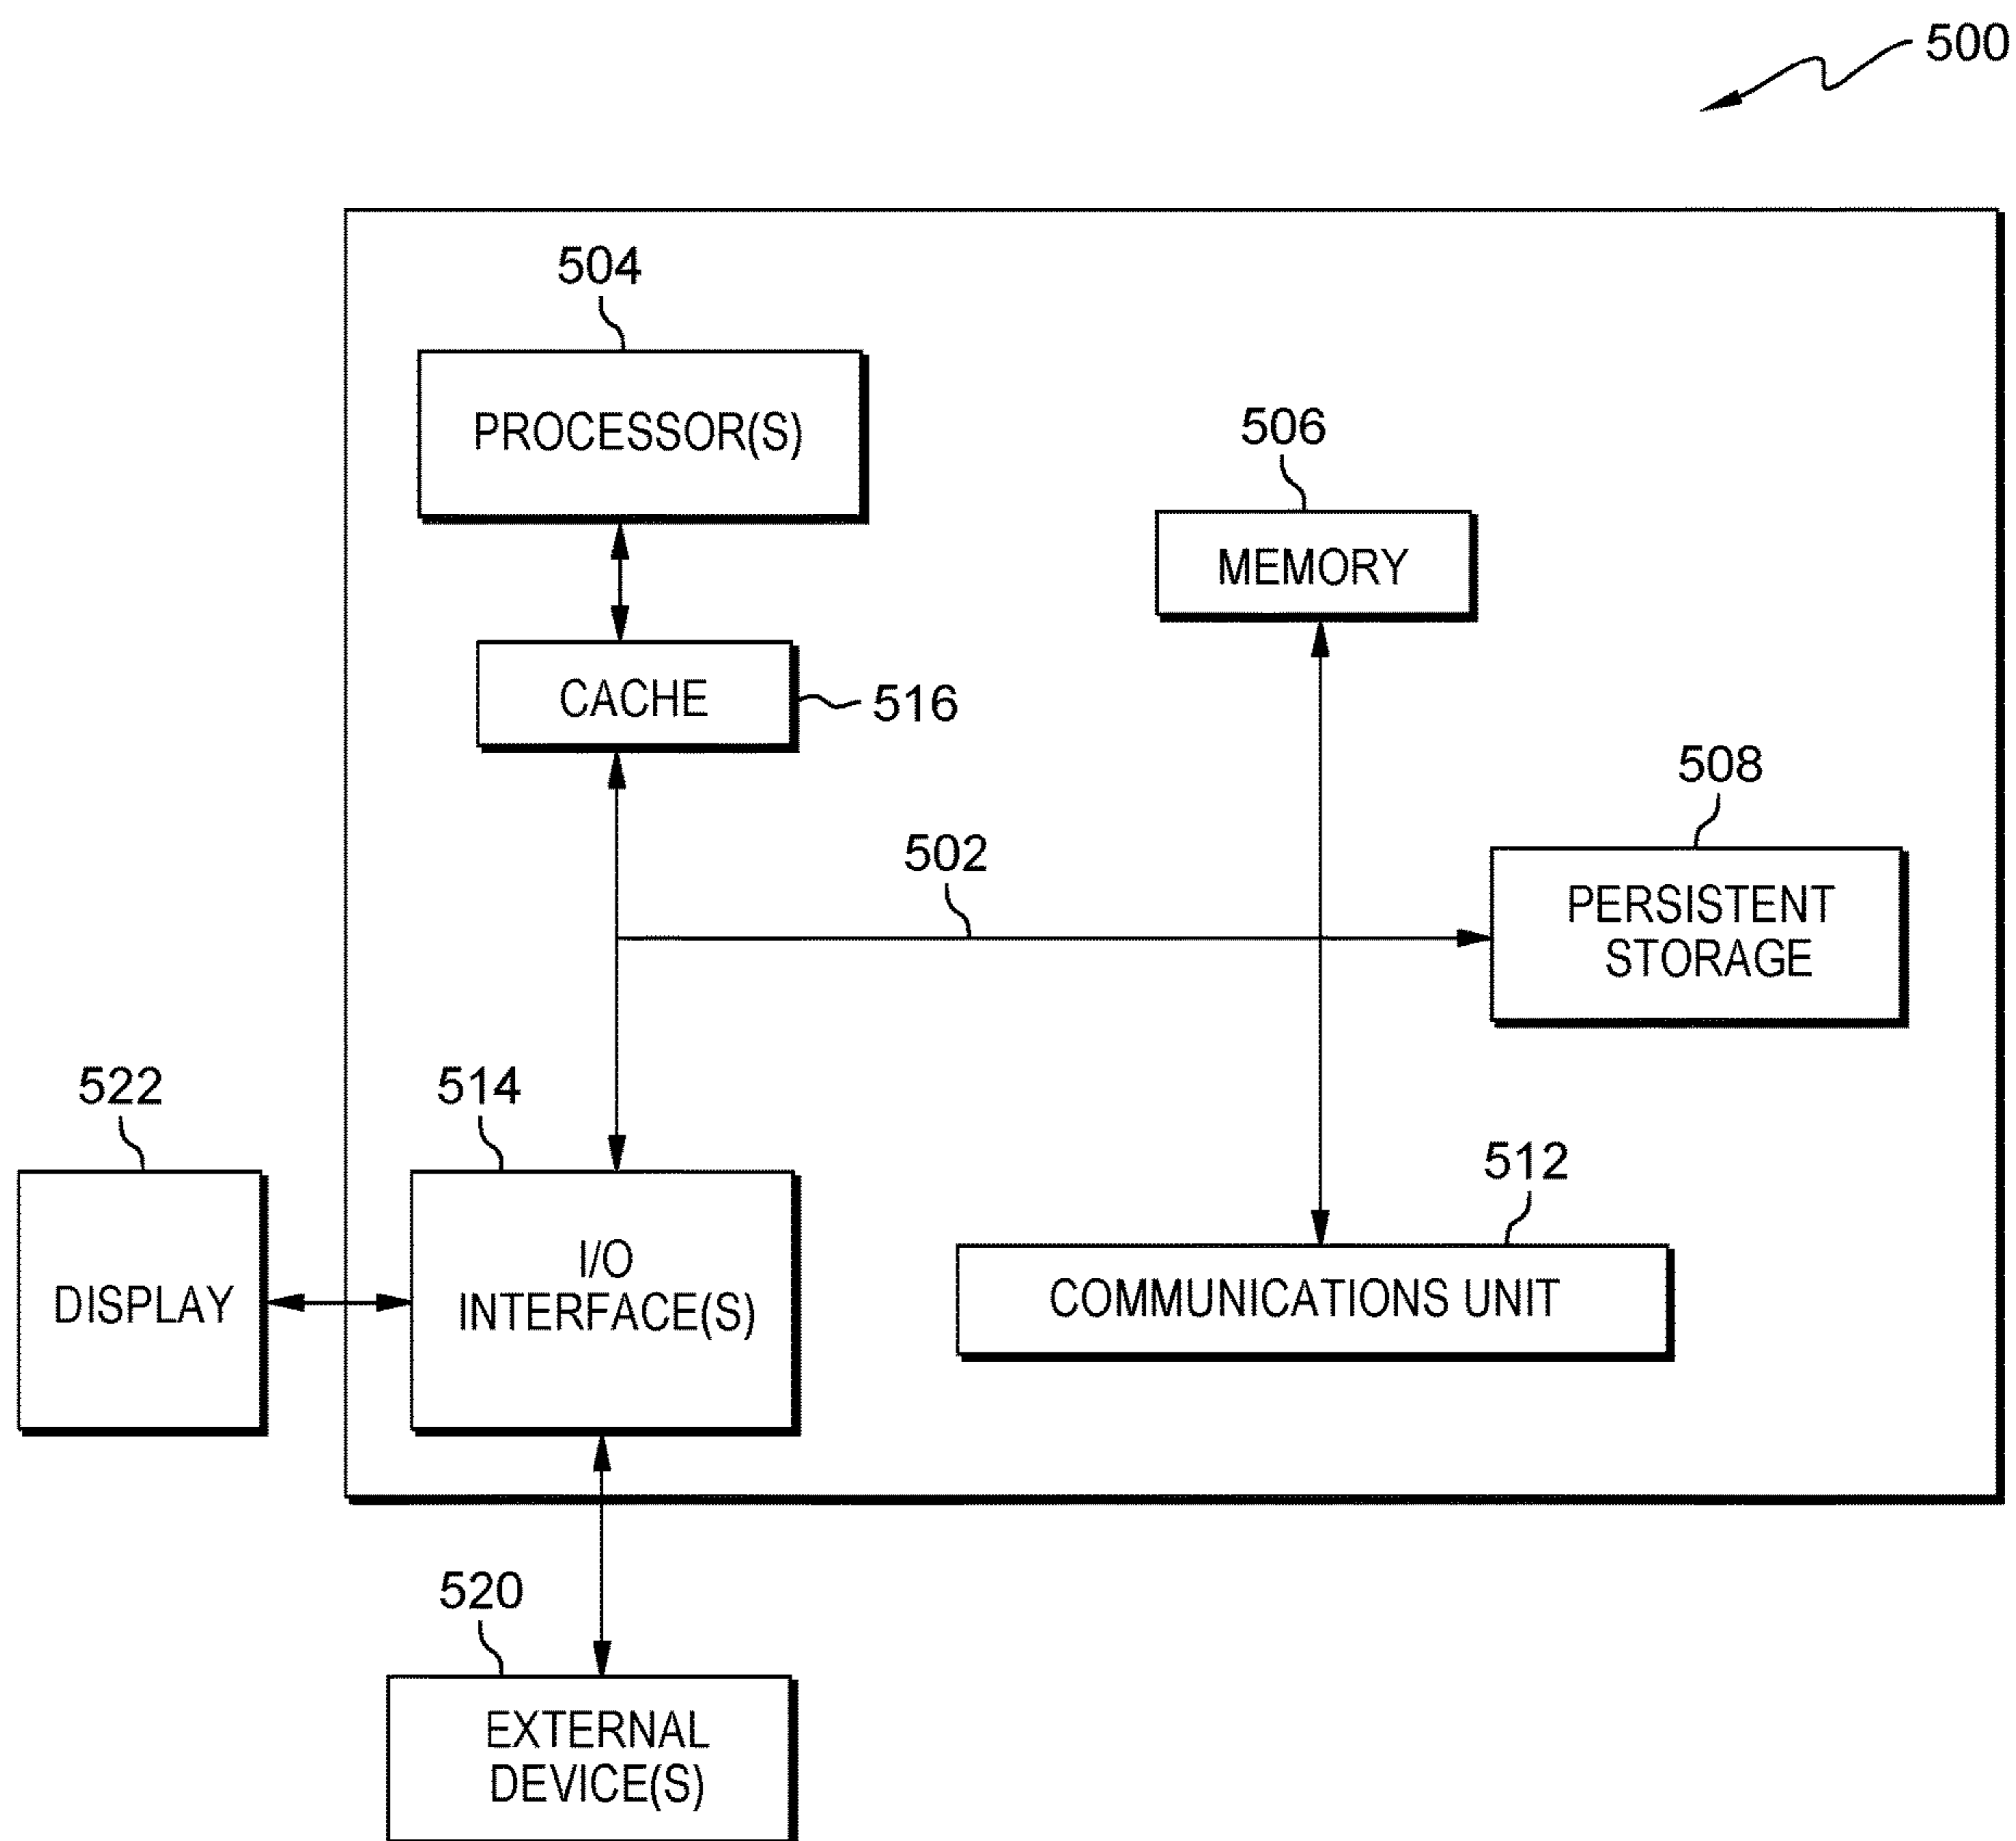 500
504
PROCESSOR(S)
506
MEMORY
CACHE
516
508
502
PERSISTENT
STORAGE
522
514
512
DISPLAY
I/O
INTERFACE(S)
COMMUNICATIONS UNIT
520
EXTERNAL
DEVICE(S)